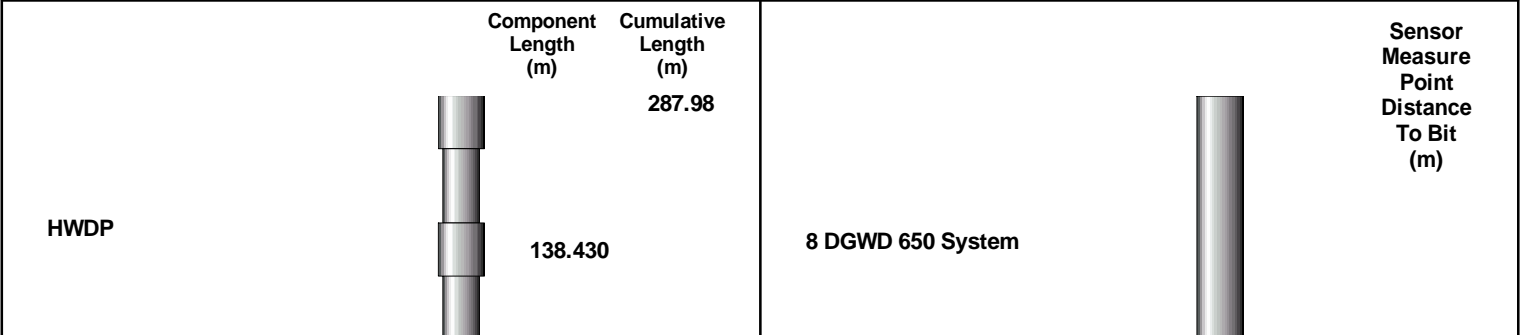 Component Cumulative
Length Length
(m) (m)
287.98
HWDP
138.430
Sensor
Measure
Point
Distance
To Bit
(m)
8 DGWD 650 System